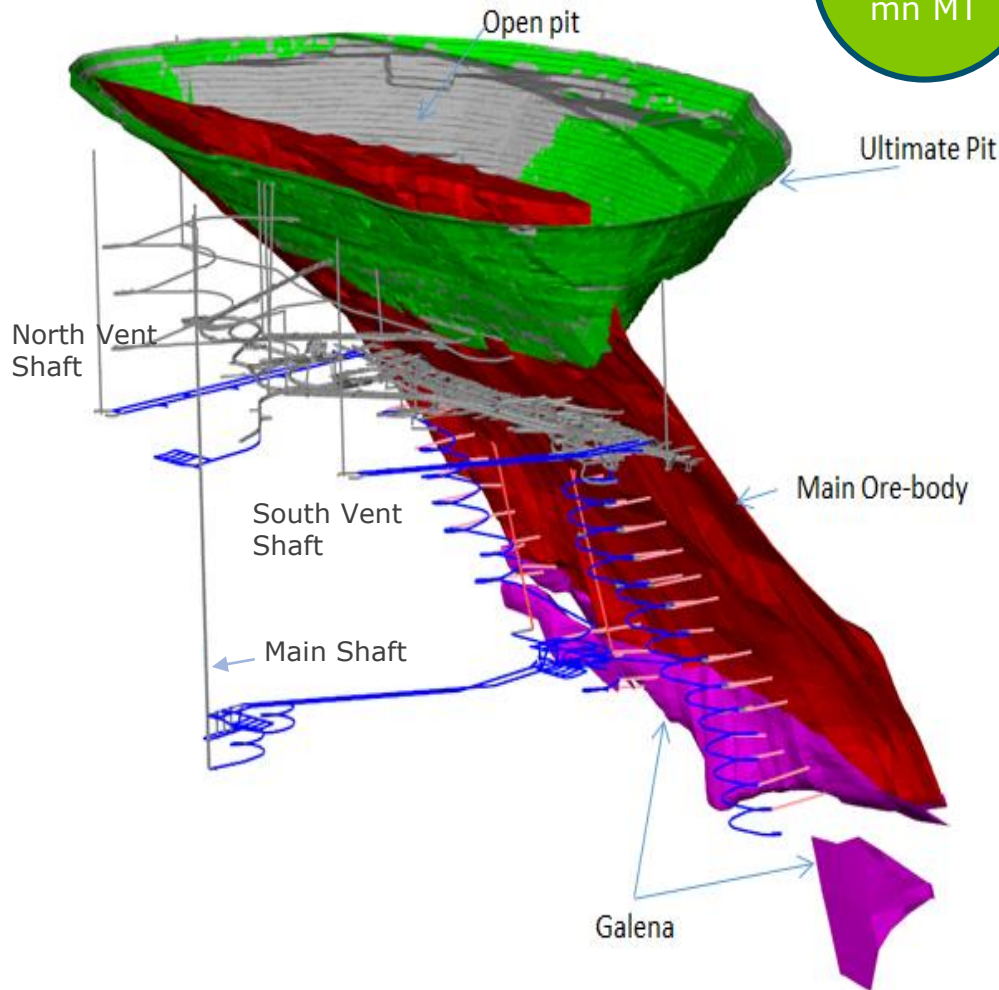 Open pit
mn MT
Ultimate Pit
North Vent
Shaft
Main Ore-body
South Vent
Shaft
Main Shaft
Galena